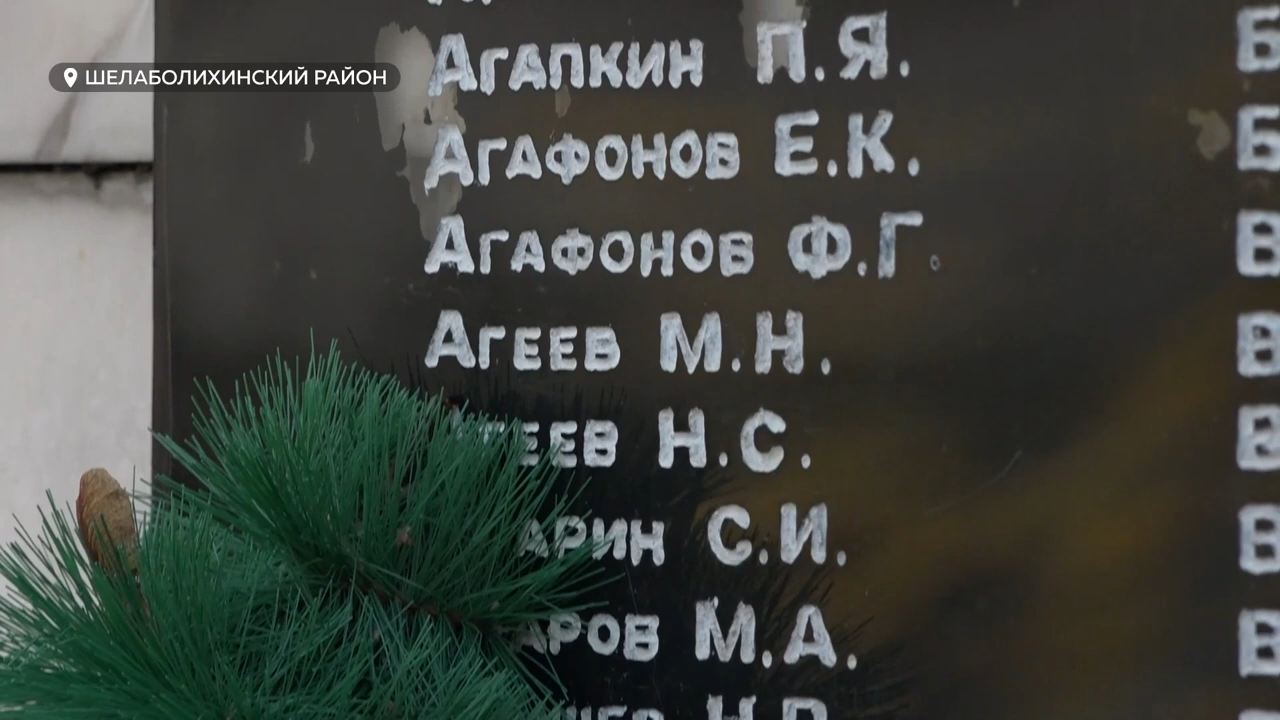 ШЕЛАБОЛИХИНСКИЙ РАЙОН
Агапкин П.Я.
Агафонов Е.К.
Агафонов Ф.Г.
Агеев М.Н.
Н.С.
С.И.
М.А.